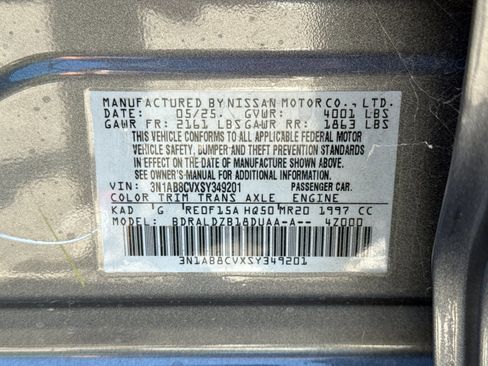 MANUFACTURED BY NISSAN MOTOR CO., LTD.
DATE: 05/25. GVWR: 4001 LBS
GAWR FR: 2161 LBS GAWR RR: 1863 LBS
THIS VEHICLE CONFORMS TO ALL APPLICABLE FEDERAL MOTOR
VEHICLE SAFETY, BUMPER, AND THEFT PREVENTION STANDARDS
IN EFFECT ON THE DATE OF MANUFACTURE SHOWN ABOVE.
SEE OWNER'S MANUAL FOR ADDITIONAL INFORMATION.
VIN: 3N1AB8CVXSY349201 PASSENGER CAR.
COLOR TRIM TRANS AXLE ENGINE
KAD 'G 'RE0F15A HQ50'MR20 1997 CC
MODEL: BDRALDZB18DUAA-A-- 4Z000
3N1AB8CVXSY349201